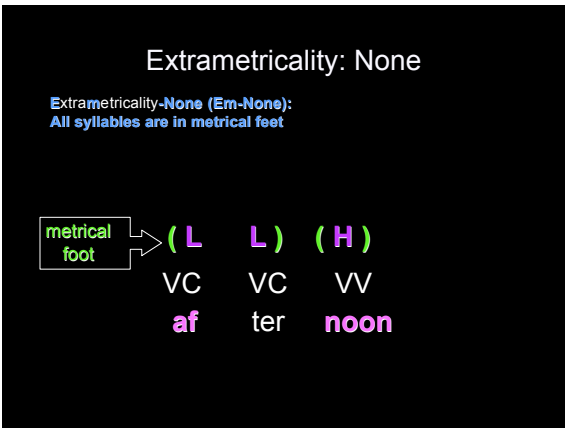 Extrametricality: None
Extrametricality-None (Em-None):
All syllables are in metrical feet
metrical
foot
( L L ) ( H )
VC VC VV
af ter noon